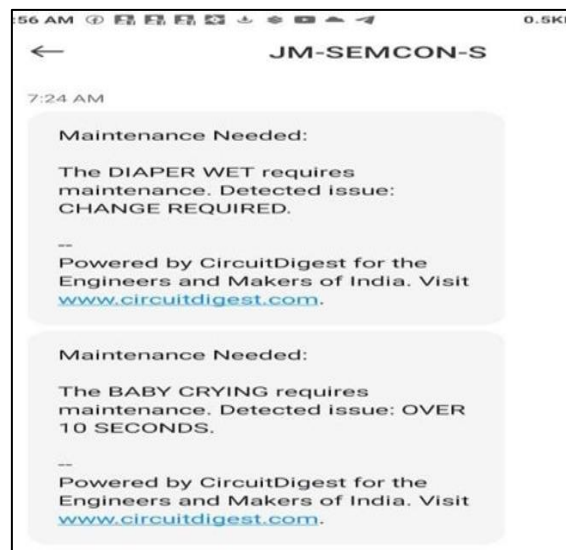 :56 AM
0.5K
JM-SEMCON-S
7:24 AM
Maintenance Needed:
The DIAPER WET requires
maintenance. Detected issue:
CHANGE REQUIRED.
--
Powered by CircuitDigest for the
Engineers and Makers of India. Visit
www.circuitdigest.com.
Maintenance Needed:
The BABY CRYING requires
maintenance. Detected issue: OVER
10 SECONDS.
--
Powered by CircuitDigest for the
Engineers and Makers of India. Visit
www.circuitdigest.com.